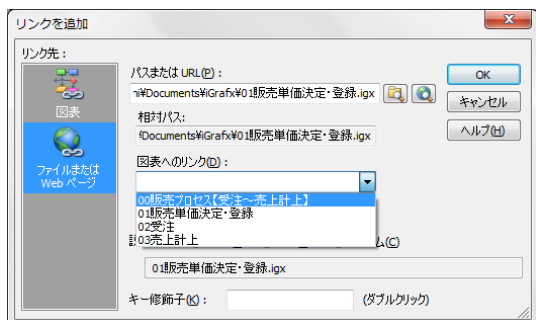 リンクを追加
リンク先：
図表
ファイルまたは
Web ページ
パスまたは URL(P)：
ni¥Documents¥iGrafx¥01販売単価決定・登録.igx
相対パス:
¥Documents¥iGrafx¥01販売単価決定・登録.igx
図表へのリンク(D)：
00販売プロセス【受注～売上計上】
01販売単価決定・登録
02受注
03売上計上
ム(C)
01販売単価決定・登録.igx
キー修飾子(K)：
(ダブルクリック)
OK
キャンセル
ヘルプ(H)